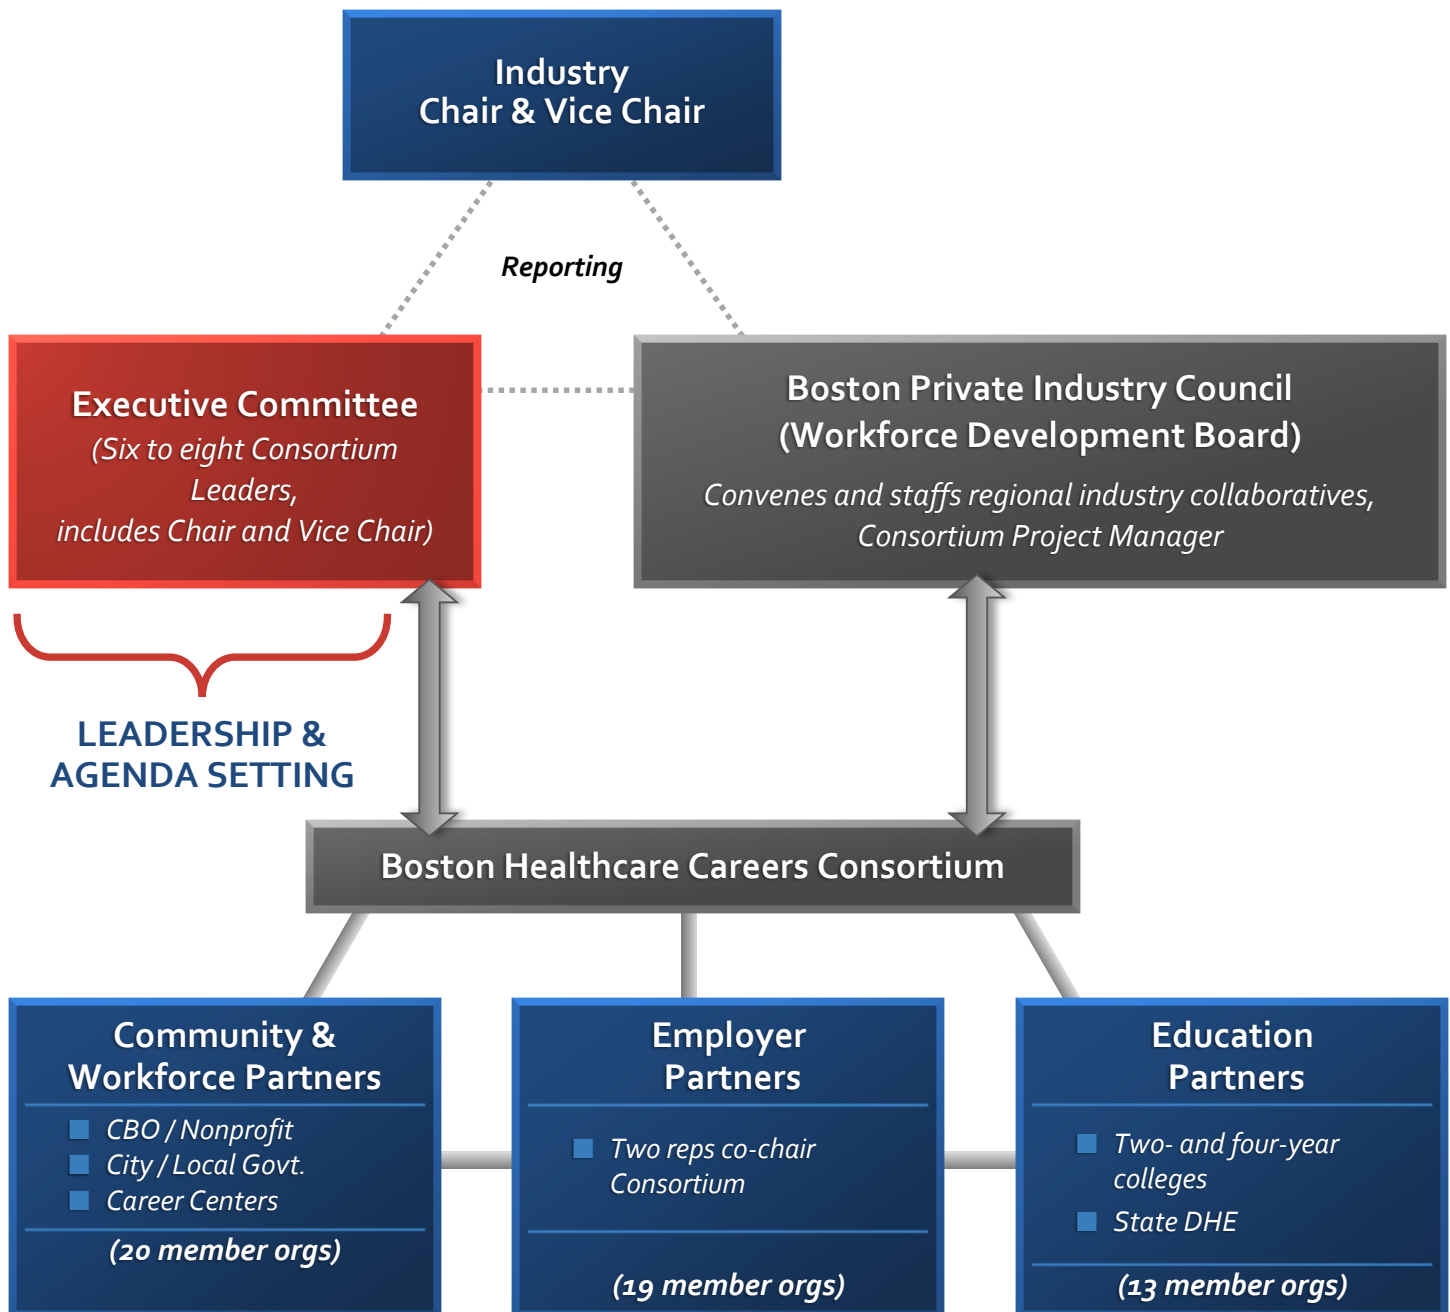 Industry
Chair & Vice Chair
Reporting
Executive Committee
(Six to eight Consortium
Leaders,
includes Chair and Vice Chair)
Boston Private Industry Council
(Workforce Development Board)
Convenes and staffs regional industry collaboratives,
Consortium Project Manager
LEADERSHIP &
AGENDA SETTING
Boston Healthcare Careers Consortium
Community &
Workforce Partners
CBO / Nonprofit
City / Local Govt.
Career Centers
(20 member orgs)
Employer
Partners
Two reps co-chair
Consortium
(19 member orgs)
Education
Partners
Two- and four-year
colleges
State DHE
(13 member orgs)